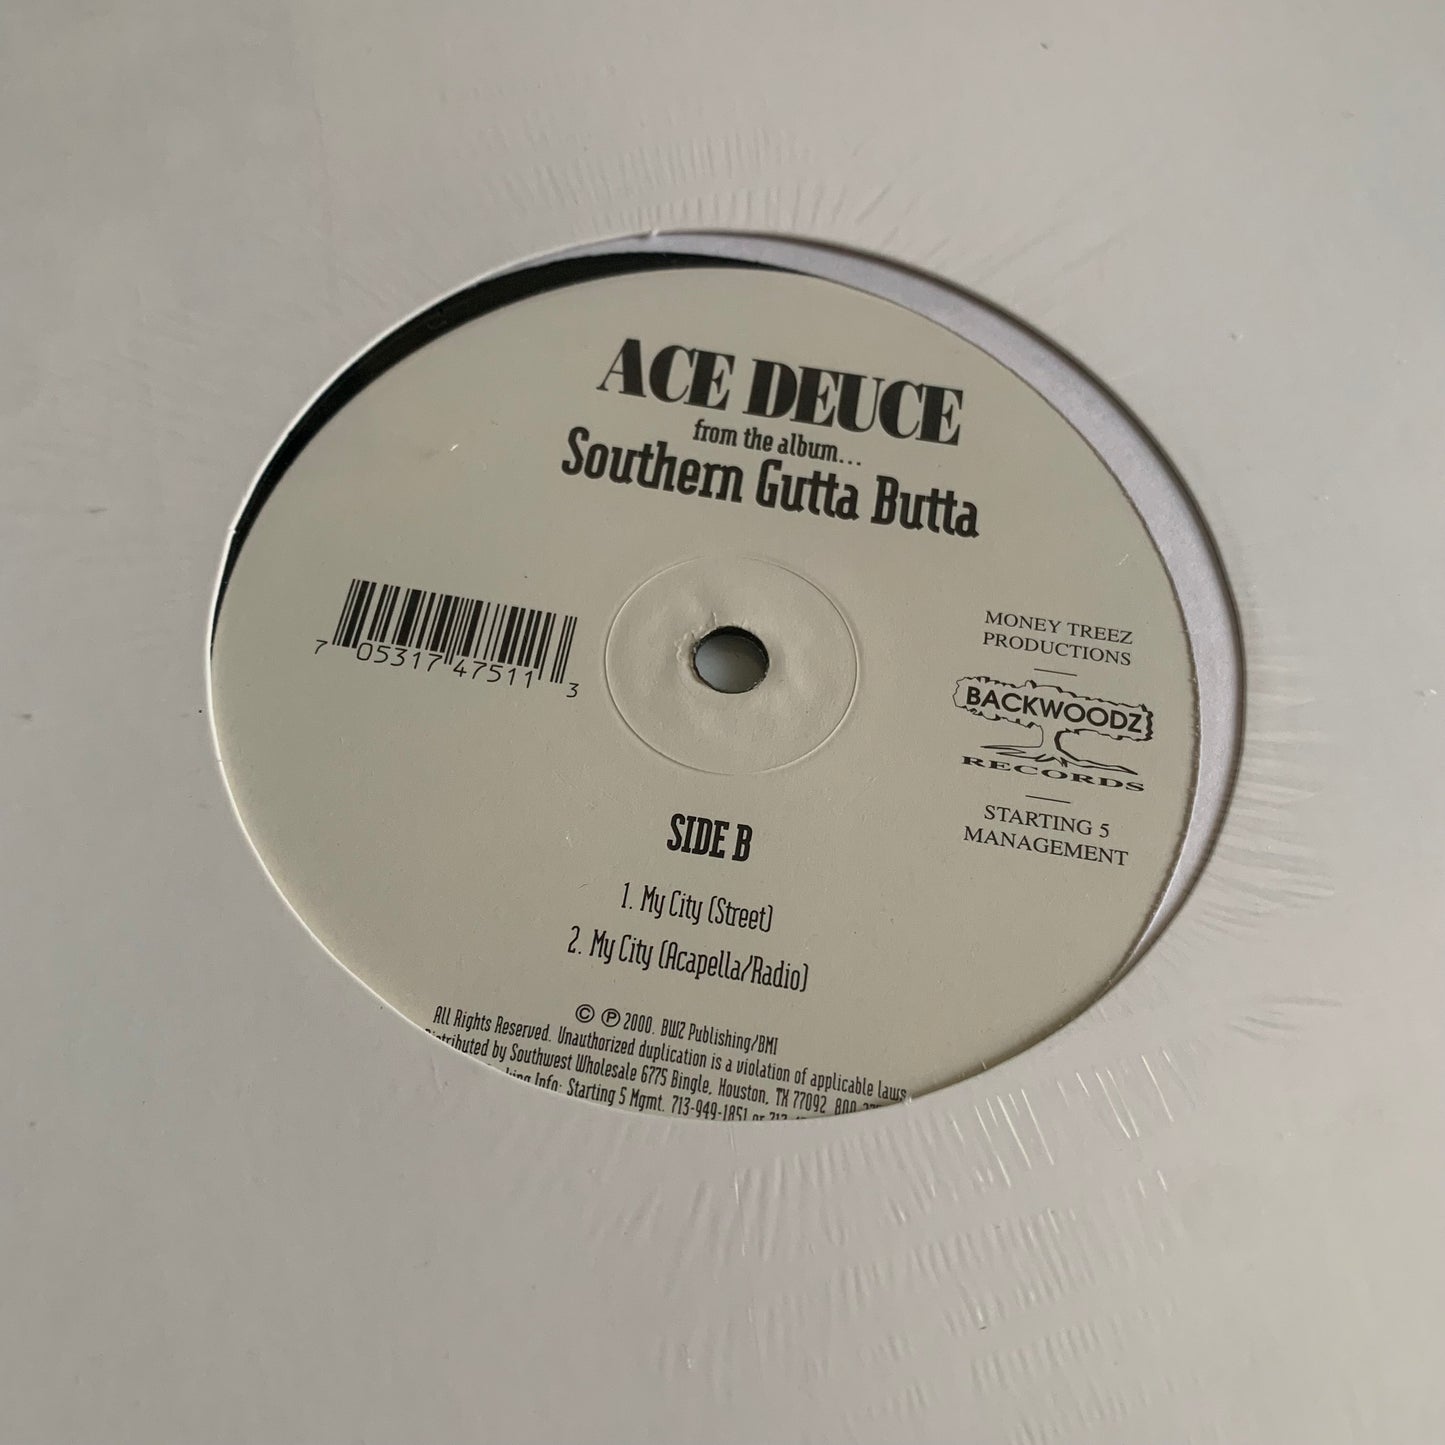 ACE DEUCE
from the album...
Southern Gutta Butta
7 05317 47511 3
MONEY TREEZ
PRODUCTIONS
BACKWOODZ
RECORDS
STARTING 5
MANAGEMENT
SIDE B
1. My City (Street)
2. My City (Acapella/Radio)
© ℗ 2000. BWZ Publishing/BMI
All Rights Reserved. Unauthorized duplication is a violation of applicable laws
by Southwest Wholesale 6775 Bingle, Houston, TX 77092 800
Info: Starting 5 Mgmt. 713-949-1851 or